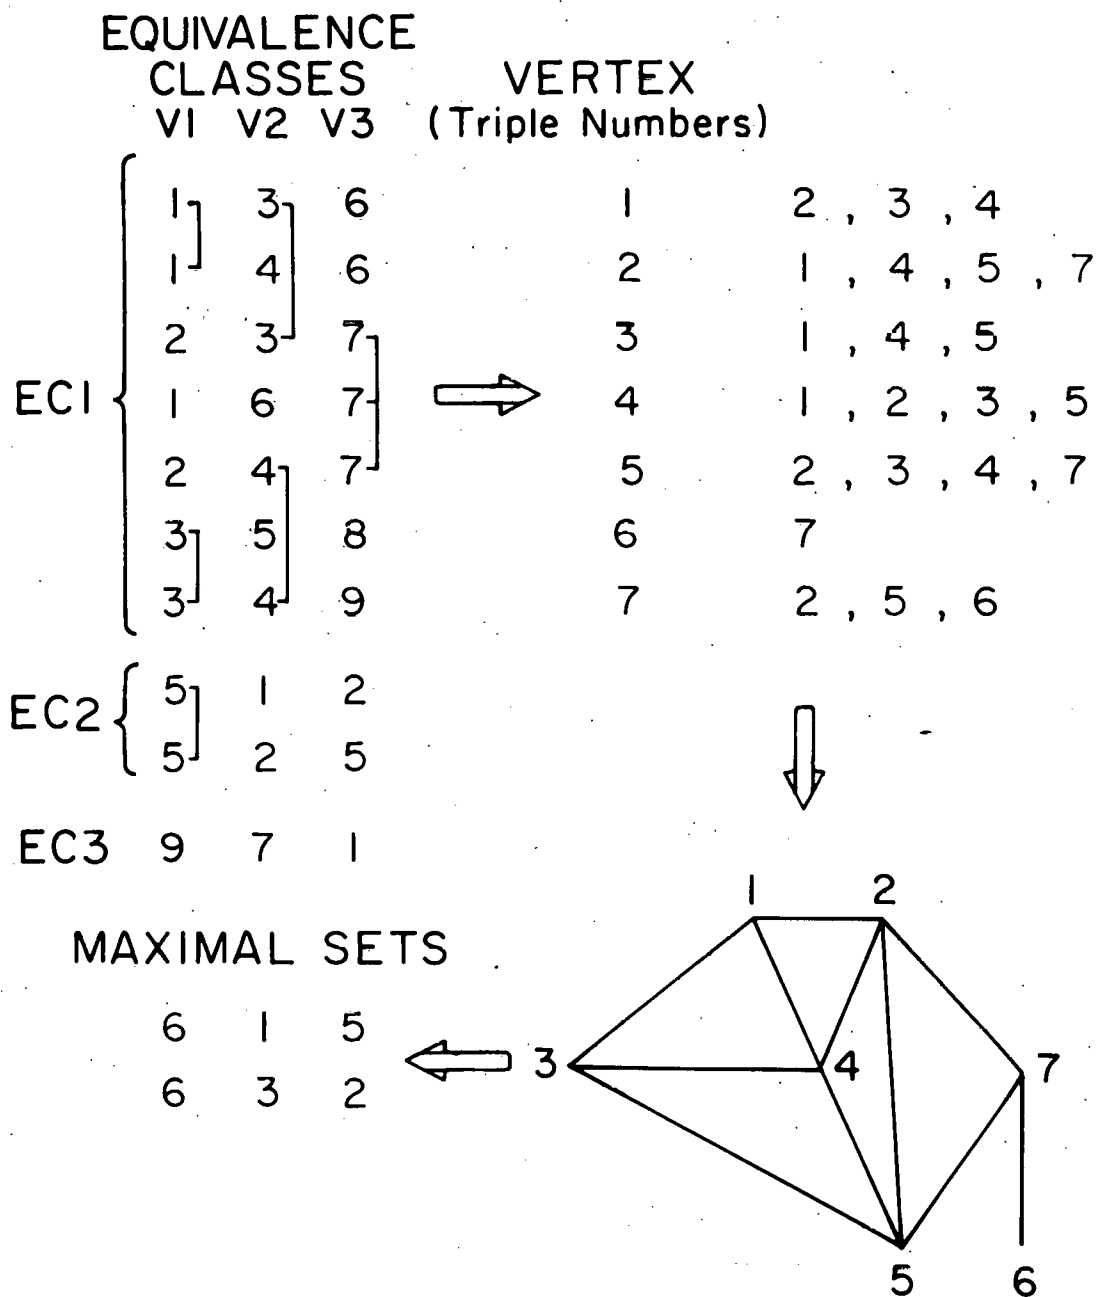 EQUIVALENCE
CLASSES
V1 V2 V3
VERTEX
(Triple Numbers)
EC1
1 3 6
1 4 6
2 3 7
1 6 7
2 4 7
3 5 8
3 4 9
1 2 , 3 , 4
2 1 , 4 , 5 , 7
3 1 , 4 , 5
4 1 , 2 , 3 , 5
5 2 , 3 , 4 , 7
6 7
7 2 , 5 , 6
EC2
5 1 2
5 2 5
EC3 9 7 1
MAXIMAL SETS
6 1 5
6 3 2
1 2
3 4 7
5 6